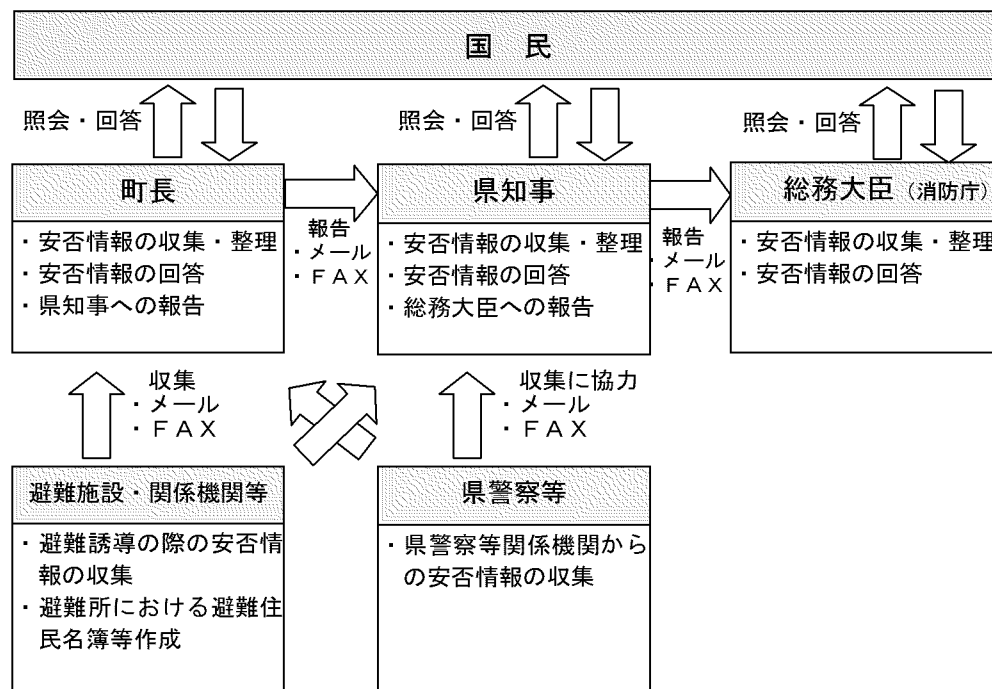 国　民
照会・回答
照会・回答
照会・回答
町長
・安否情報の収集・整理
・安否情報の回答
・県知事への報告
報告
・メール
・ＦＡＸ
県知事
・安否情報の収集・整理
・安否情報の回答
・総務大臣への報告
報告
・メール
・ＦＡＸ
総務大臣（消防庁）
・安否情報の収集・整理
・安否情報の回答
収集
・メール
・ＦＡＸ
収集に協力
・メール
・ＦＡＸ
避難施設・関係機関等
・避難誘導の際の安否情
報の収集
・避難所における避難住
民名簿等作成
県警察等
・県警察等関係機関から
の安否情報の収集